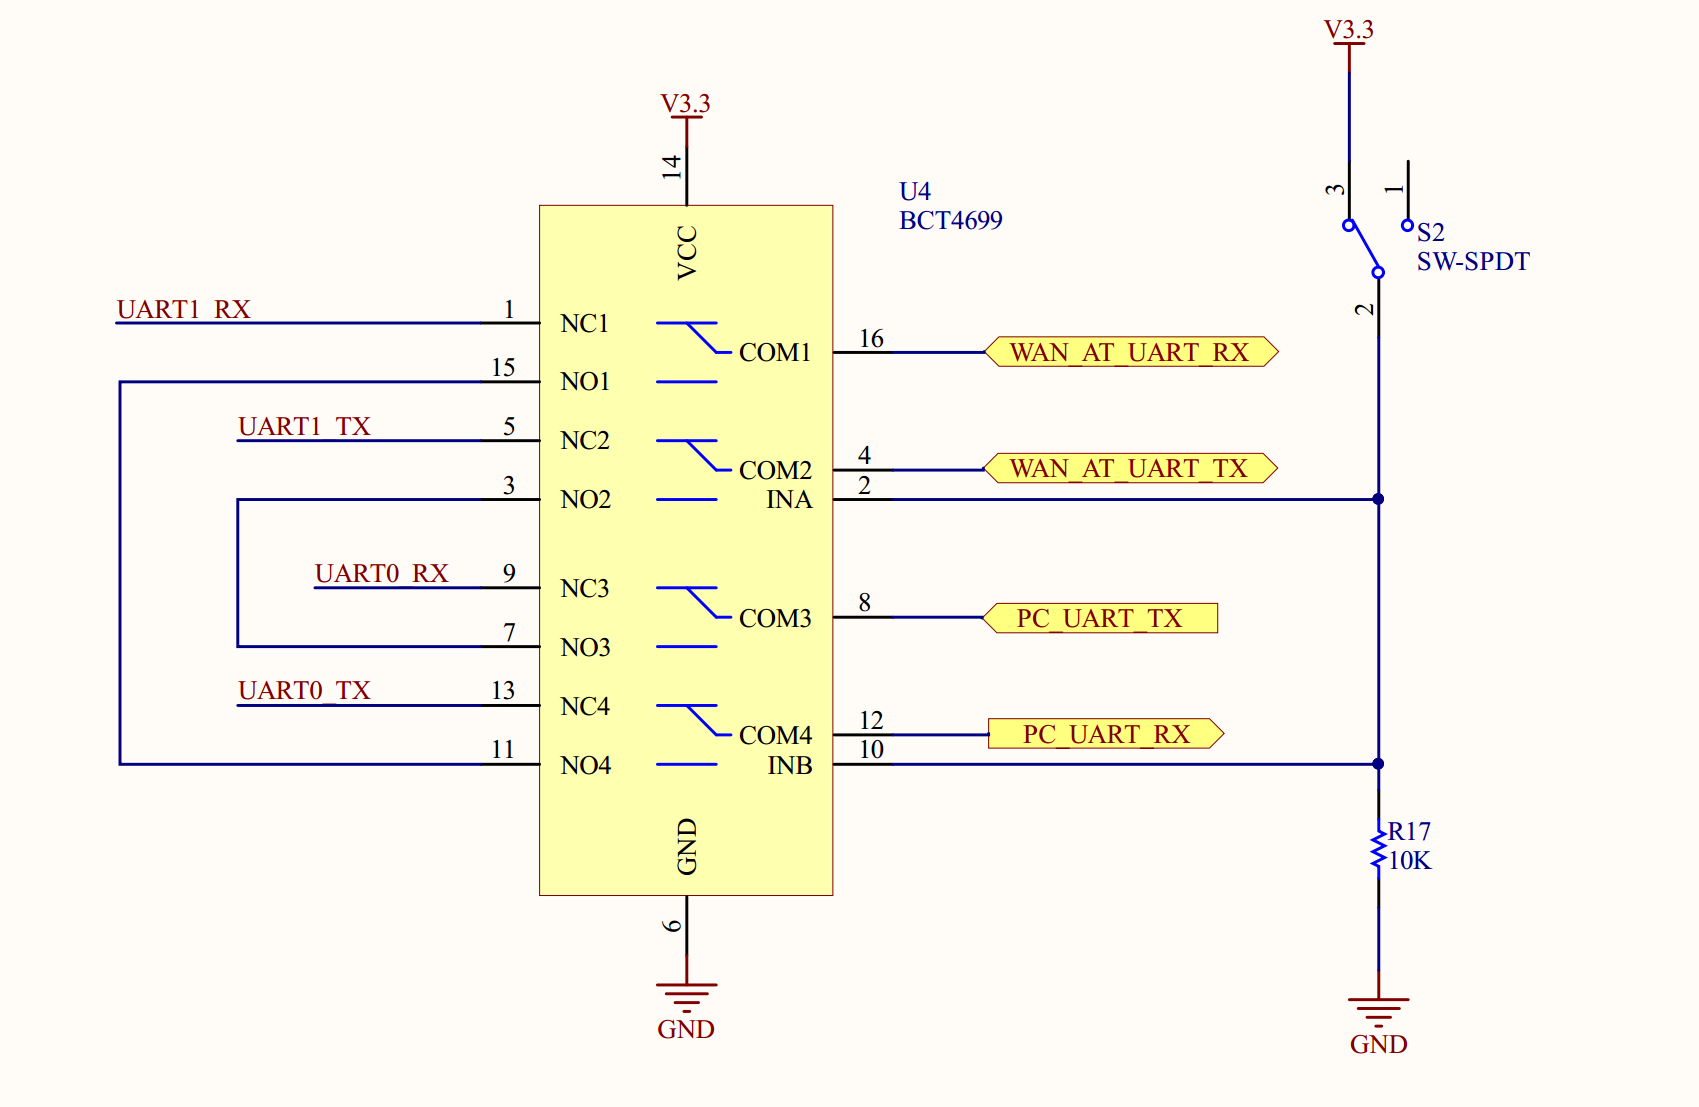 V3.3
V3.3
14
VCC
U4
BCT4699
3
1
S2
SW-SPDT
2
UART1_RX
1
NC1
COM1
16
WAN_AT_UART_RX
15
NO1
UART1_TX
5
NC2
COM2
4
WAN_AT_UART_TX
3
NO2
INA
2
UART0_RX
9
NC3
COM3
8
PC_UART_TX
7
NO3
UART0_TX
13
NC4
COM4
12
PC_UART_RX
11
NO4
INB
10
GND
6
GND
R17
10K
GND